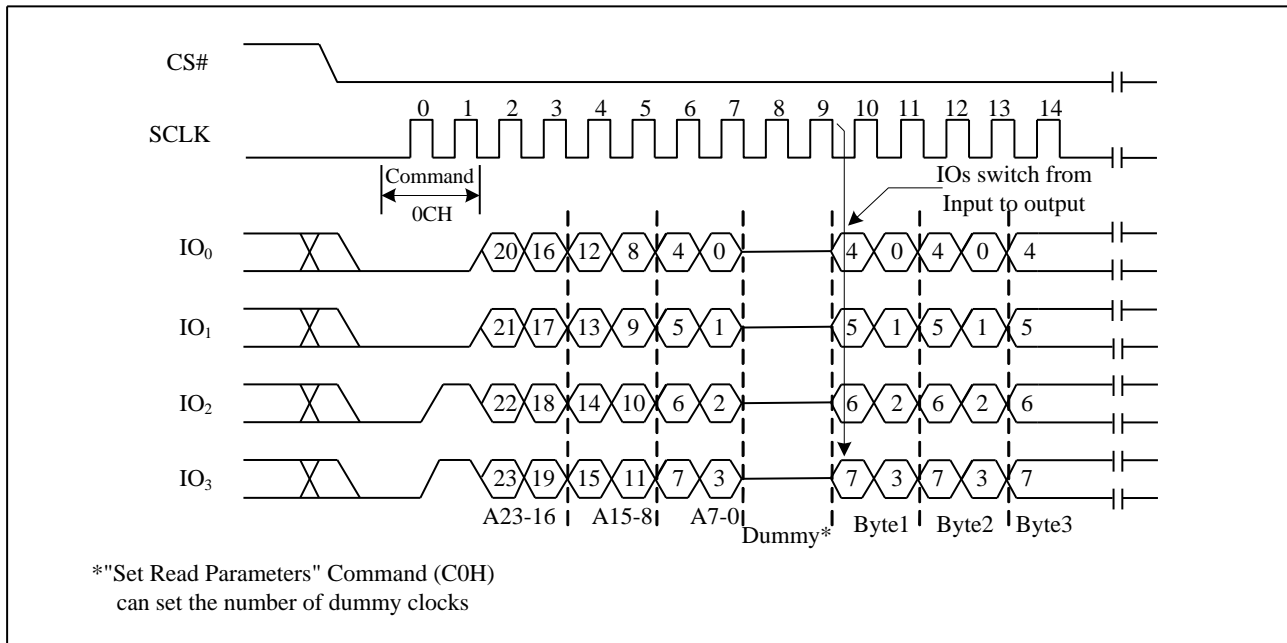 CS#
0 1 2 3 4 5 6 7 8 9 10 11 12 13 14
SCLK
Command
0CH
IOs switch from
Input to output
IO0 20 16 12 8 4 0 4 0 4 0 4
IO1 21 17 13 9 5 1 5 1 5 1 5
IO2 22 18 14 10 6 2 6 2 6 2 6
IO3 23 19 15 11 7 3 7 3 7 3 7
A23-16 A15-8 A7-0 Dummy* Byte1 Byte2 Byte3
*"Set Read Parameters" Command (C0H)
can set the number of dummy clocks